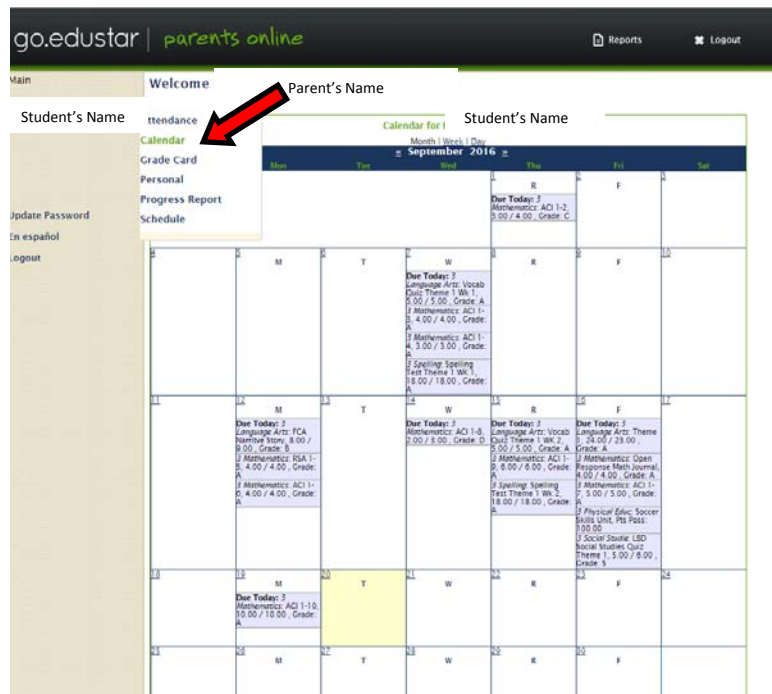 go.edustar | parents online
Reports
Logout
Main
Welcome
Parent's Name
Student's Name
Student's Name
Attendance
Calendar
Grade Card
Personal
Progress Report
Schedule
Update Password
En español
Logout
Calendar for
Month | Week | Day
« September 2016 »
Mon Tue Wed Thu Fri Sat
1 2 3
R F
Due Today: 3
Mathematics: ACI 1-2,
3.00 / 4.00 , Grade: C
4 5 6 7 8 9 10
M T W R F
Due Today: 3
Language Arts: Vocab
Quiz Theme 1 Wk 1,
5.00 / 5.00 , Grade: A
3 Mathematics: ACI 1-
3, 4.00 / 4.00 , Grade:
A
3 Mathematics: ACI 1-
4, 3.00 / 3.00 , Grade:
A
3 Spelling: Spelling
Test Theme 1 WK 1,
18.00 / 18.00 , Grade:
A
11 12 13 14 15 16 17
M T W R F
Due Today: 3
Language Arts: FCA
Narritve Story, 8.00 /
9.00 , Grade: B
3 Mathematics: RSA 1-
5, 4.00 / 4.00 , Grade:
A
3 Mathematics: ACI 1-
6, 4.00 / 4.00 , Grade:
A
Due Today: 3
Mathematics: ACI 1-8,
2.00 / 3.00 , Grade: D
Due Today: 3
Language Arts: Vocab
Quiz Theme 1 WK 2,
5.00 / 5.00 , Grade: A
3 Mathematics: ACI 1-
9, 6.00 / 6.00 , Grade:
A
3 Spelling: Spelling
Test Theme 1 Wk 2,
18.00 / 18.00 , Grade:
A
Due Today: 3
Language Arts: Theme
1, 24.00 / 23.00 ,
Grade: A
3 Mathematics: Open
Response Math Journal,
4.00 / 4.00 , Grade: A
3 Mathematics: ACI 1-
7, 5.00 / 5.00 , Grade:
A
3 Physical Educ: Soccer
Skills Unit, Pts Pass:
100.00
3 Social Studie: LBD
Social Studies Quiz
Theme 1, 5.00 / 6.00 ,
Grade: S
18 19 20 21 22 23 24
M T W R F
Due Today: 3
Mathematics: ACI 1-10,
10.00 / 10.00 , Grade:
A
25 26 27 28 29 30
M T W R F